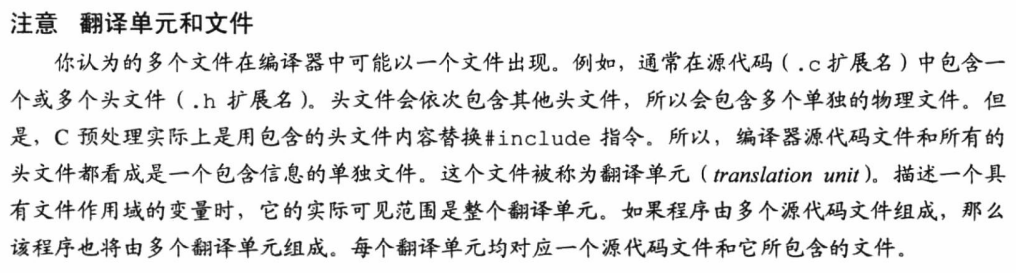 注意 翻译单元和文件
你认为的多个文件在编译器中可能以一个文件出现。例如，通常在源代码（.c扩展名）中包含一
个或多个头文件（.h 扩展名）。头文件会依次包含其他头文件，所以会包含多个单独的物理文件。但
是，C 预处理实际上是用包含的头文件内容替换#include 指令。所以，编译器源代码文件和所有的
头文件都看成是一个包含信息的单独文件。这个文件被称为翻译单元（translation unit）。描述一个具
有文件作用域的变量时，它的实际可见范围是整个翻译单元。如果程序由多个源代码文件组成，那么
该程序也将由多个翻译单元组成。每个翻译单元均对应一个源代码文件和它所包含的文件。